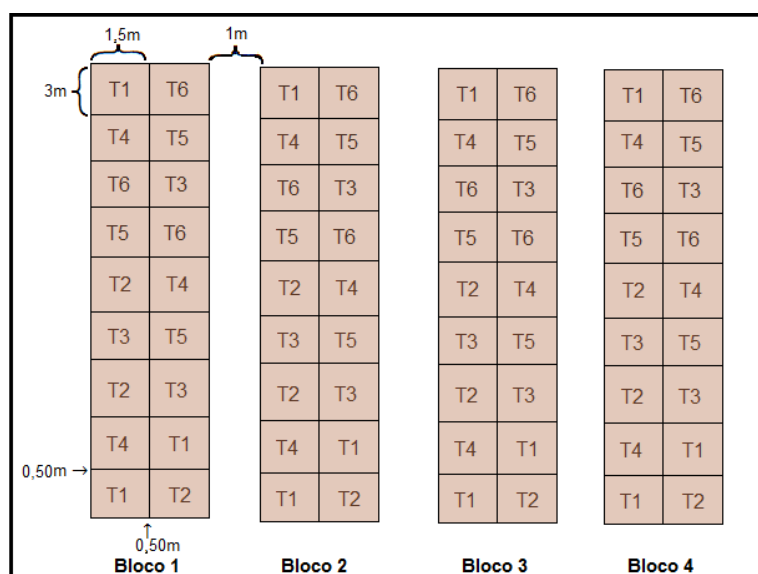 1,5m 1m
3m
T1 T6 T1 T6 T1 T6 T1 T6
T4 T5 T4 T5 T4 T5 T4 T5
T6 T3 T6 T3 T6 T3 T6 T3
T5 T6 T5 T6 T5 T6 T5 T6
T2 T4 T2 T4 T2 T4 T2 T4
T3 T5 T3 T5 T3 T5 T3 T5
T2 T3 T2 T3 T2 T3 T2 T3
T4 T1 T4 T1 T4 T1 T4 T1
0,50m →
T1 T2 T1 T2 T1 T2 T1 T2
↑
0,50m
Bloco 1 Bloco 2 Bloco 3 Bloco 4